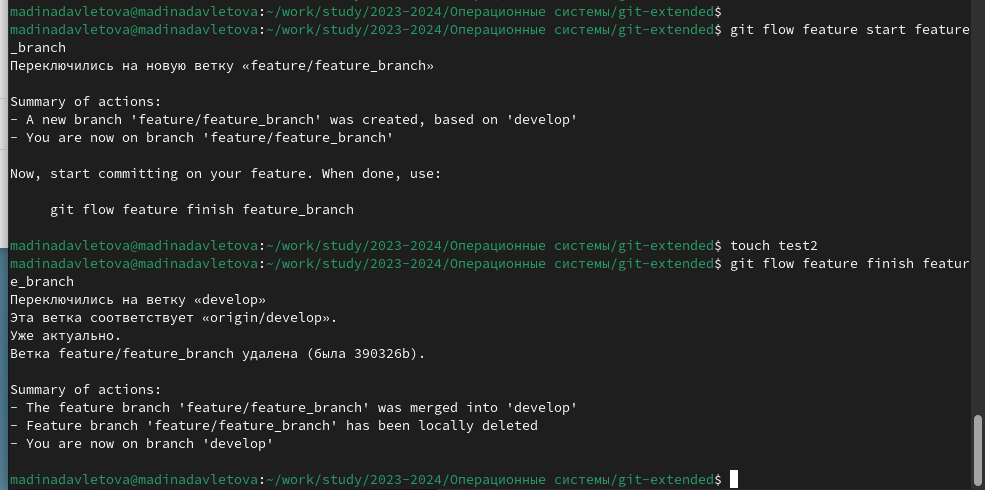 madinadavletova@madinadavletova:~/work/study/2023-2024/Операционные системы/git-extended$
madinadavletova@madinadavletova:~/work/study/2023-2024/Операционные системы/git-extended$ git flow feature start feature
_branch
Переключились на новую ветку «feature/feature_branch»
Summary of actions:
- A new branch 'feature/feature_branch' was created, based on 'develop'
- You are now on branch 'feature/feature_branch'
Now, start committing on your feature. When done, use:
git flow feature finish feature_branch
madinadavletova@madinadavletova:~/work/study/2023-2024/Операционные системы/git-extended$ touch test2
madinadavletova@madinadavletova:~/work/study/2023-2024/Операционные системы/git-extended$ git flow feature finish featur
e_branch
Переключились на ветку «develop»
Эта ветка соответствует «origin/develop».
Уже актуально.
Ветка feature/feature_branch удалена (была 390326b).
Summary of actions:
- The feature branch 'feature/feature_branch' was merged into 'develop'
- Feature branch 'feature/feature_branch' has been locally deleted
- You are now on branch 'develop'
madinadavletova@madinadavletova:~/work/study/2023-2024/Операционные системы/git-extended$